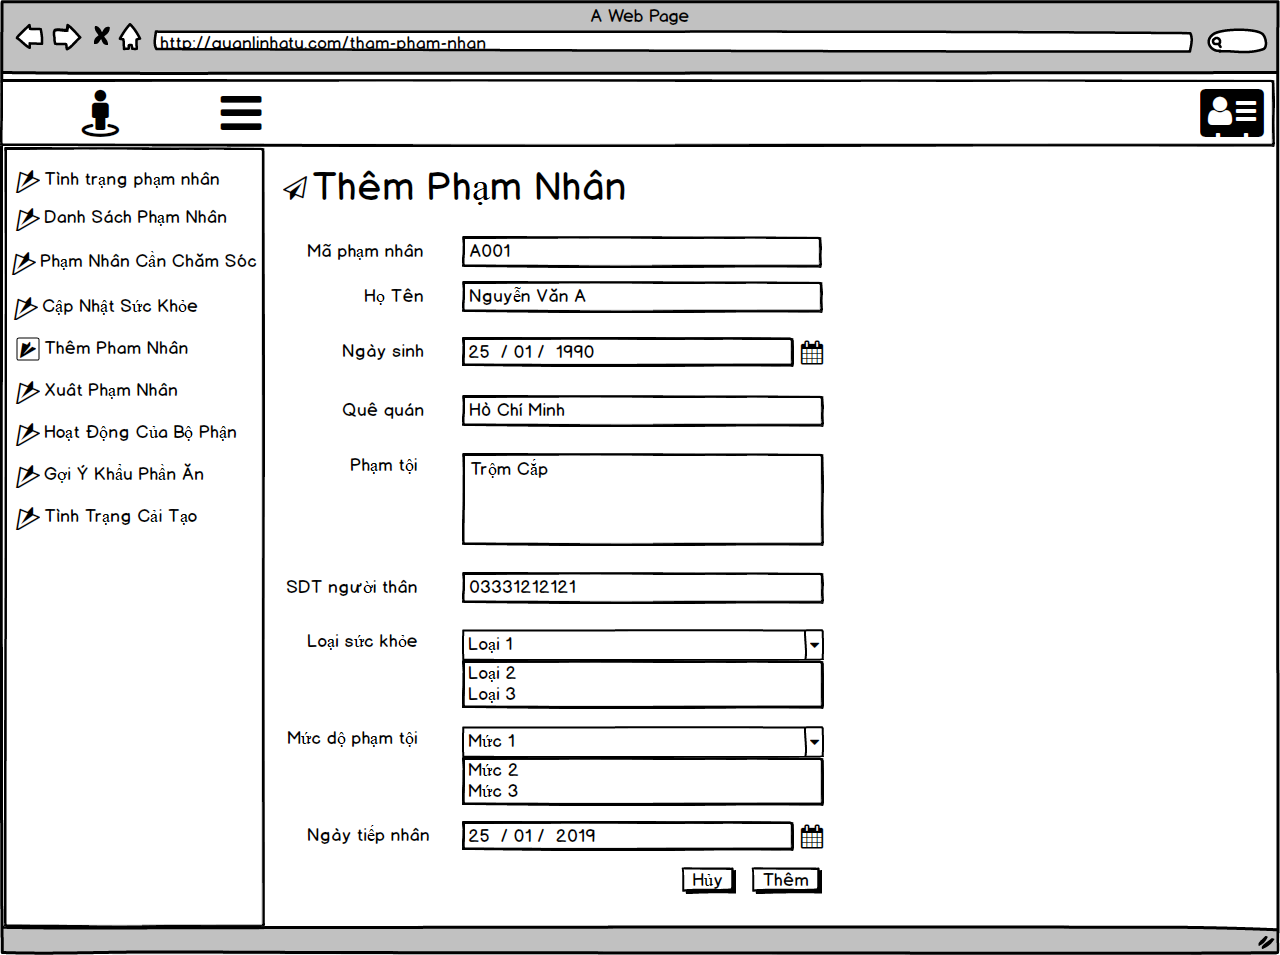 A Web Page
http://quanlinhatu.com/tham-pham-nhan
Tình trạng phạm nhân
Danh Sách Phạm Nhân
Phạm Nhân Cần Chăm Sóc
Cập Nhật Sức Khỏe
Thêm Pham Nhân
Xuât Phạm Nhân
Hoạt Động Của Bộ Phận
Gợi Ý Khẩu Phần Ăn
Tình Trạng Cải Tạo
Thêm Phạm Nhân
Mã phạm nhân A001
Họ Tên Nguyễn Văn A
Ngày sinh 25 / 01 / 1990
Quê quán Hồ Chí Minh
Phạm tội Trộm Cắp
SDT người thân 03331212121
Loại sức khỏe Loại 1
Loại 2
Loại 3
Mức dộ phạm tội Mức 1
Mức 2
Mức 3
Ngày tiếp nhân 25 / 01 / 2019
Hủy Thêm